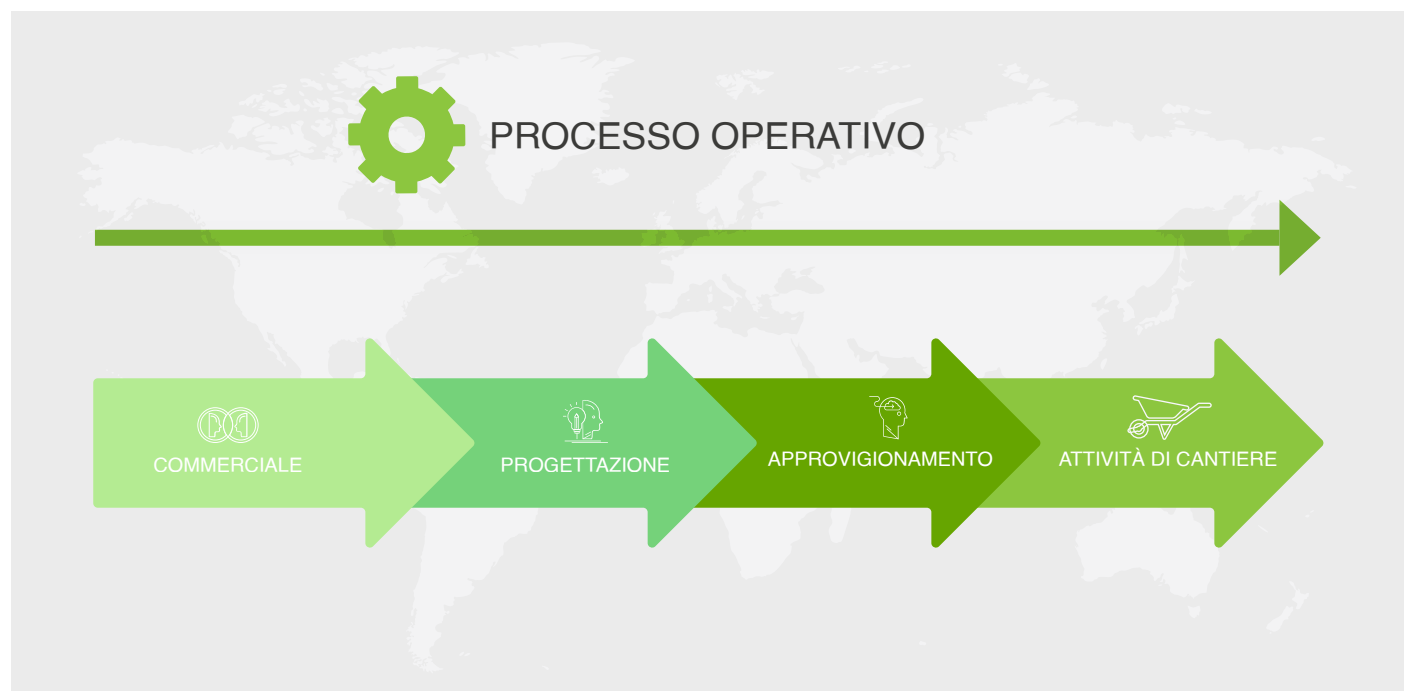 PROCESSO OPERATIVO
COMMERCIALE
PROGETTAZIONE
APPROVIGIONAMENTO
ATTIVITÀ DI CANTIERE